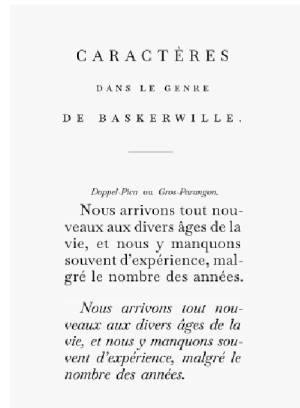 CARACTÈRES
DANS LE GENRE
DE BASKERWILLE.
Doppel-Pica ou Gros-Parangon.
Nous arrivons tout nou-
veaux aux divers âges de la
vie, et nous y manquons
souvent d'expérience, mal-
gré le nombre des années.
Nous arrivons tout nou-
veaux aux divers âges de la
vie, et nous y manquons sou-
vent d'expérience, malgré le
nombre des années.